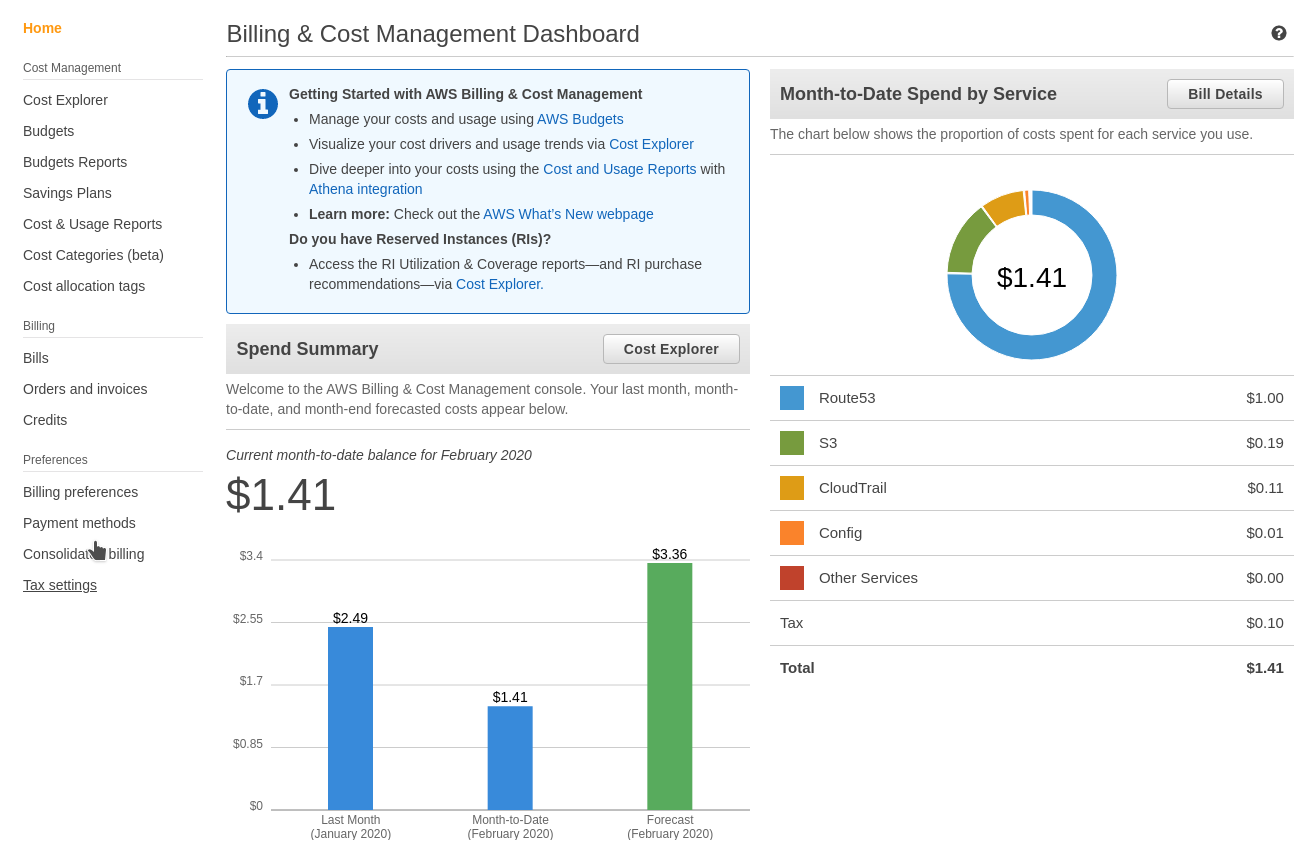 Home
Cost Management
Cost Explorer
Budgets
Budgets Reports
Savings Plans
Cost & Usage Reports
Cost Categories (beta)
Cost allocation tags
Billing
Bills
Orders and invoices
Credits
Preferences
Billing preferences
Payment methods
billing
Tax settings
Billing & Cost Management Dashboard
Getting Started with AWS Billing & Cost Management
• Manage your costs and usage using AWS Budgets
• Visualize your cost drivers and usage trends via Cost Explorer
• Dive deeper into your costs using the Cost and Usage Reports with
Athena integration
• Learn more: Check out the AWS What’s New webpage
Do you have Reserved Instances (RIs)?
• Access the RI Utilization & Coverage reports—and RI purchase
recommendations—via Cost Explorer.
Spend Summary
Cost Explorer
Welcome to the AWS Billing & Cost Management console. Your last month, month-
to-date, and month-end forecasted costs appear below.
Current month-to-date balance for February 2020
$1.41
$3.4
$2.55
$1.7
$0.85
$0
$2.49
$1.41
$3.36
Last Month
(January 2020)
Month-to-Date
(February 2020)
Forecast
(February 2020)
Month-to-Date Spend by Service
Bill Details
The chart below shows the proportion of costs spent for each service you use.
$1.41
Route53 $1.00
S3 $0.19
CloudTrail $0.11
Config $0.01
Other Services $0.00
Tax $0.10
Total $1.41